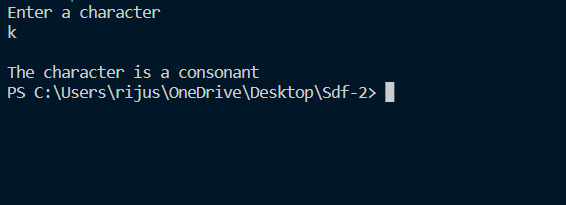 Enter a character
k
The character is a consonant
PS C:\Users\rijus\OneDrive\Desktop\Sdf-2>